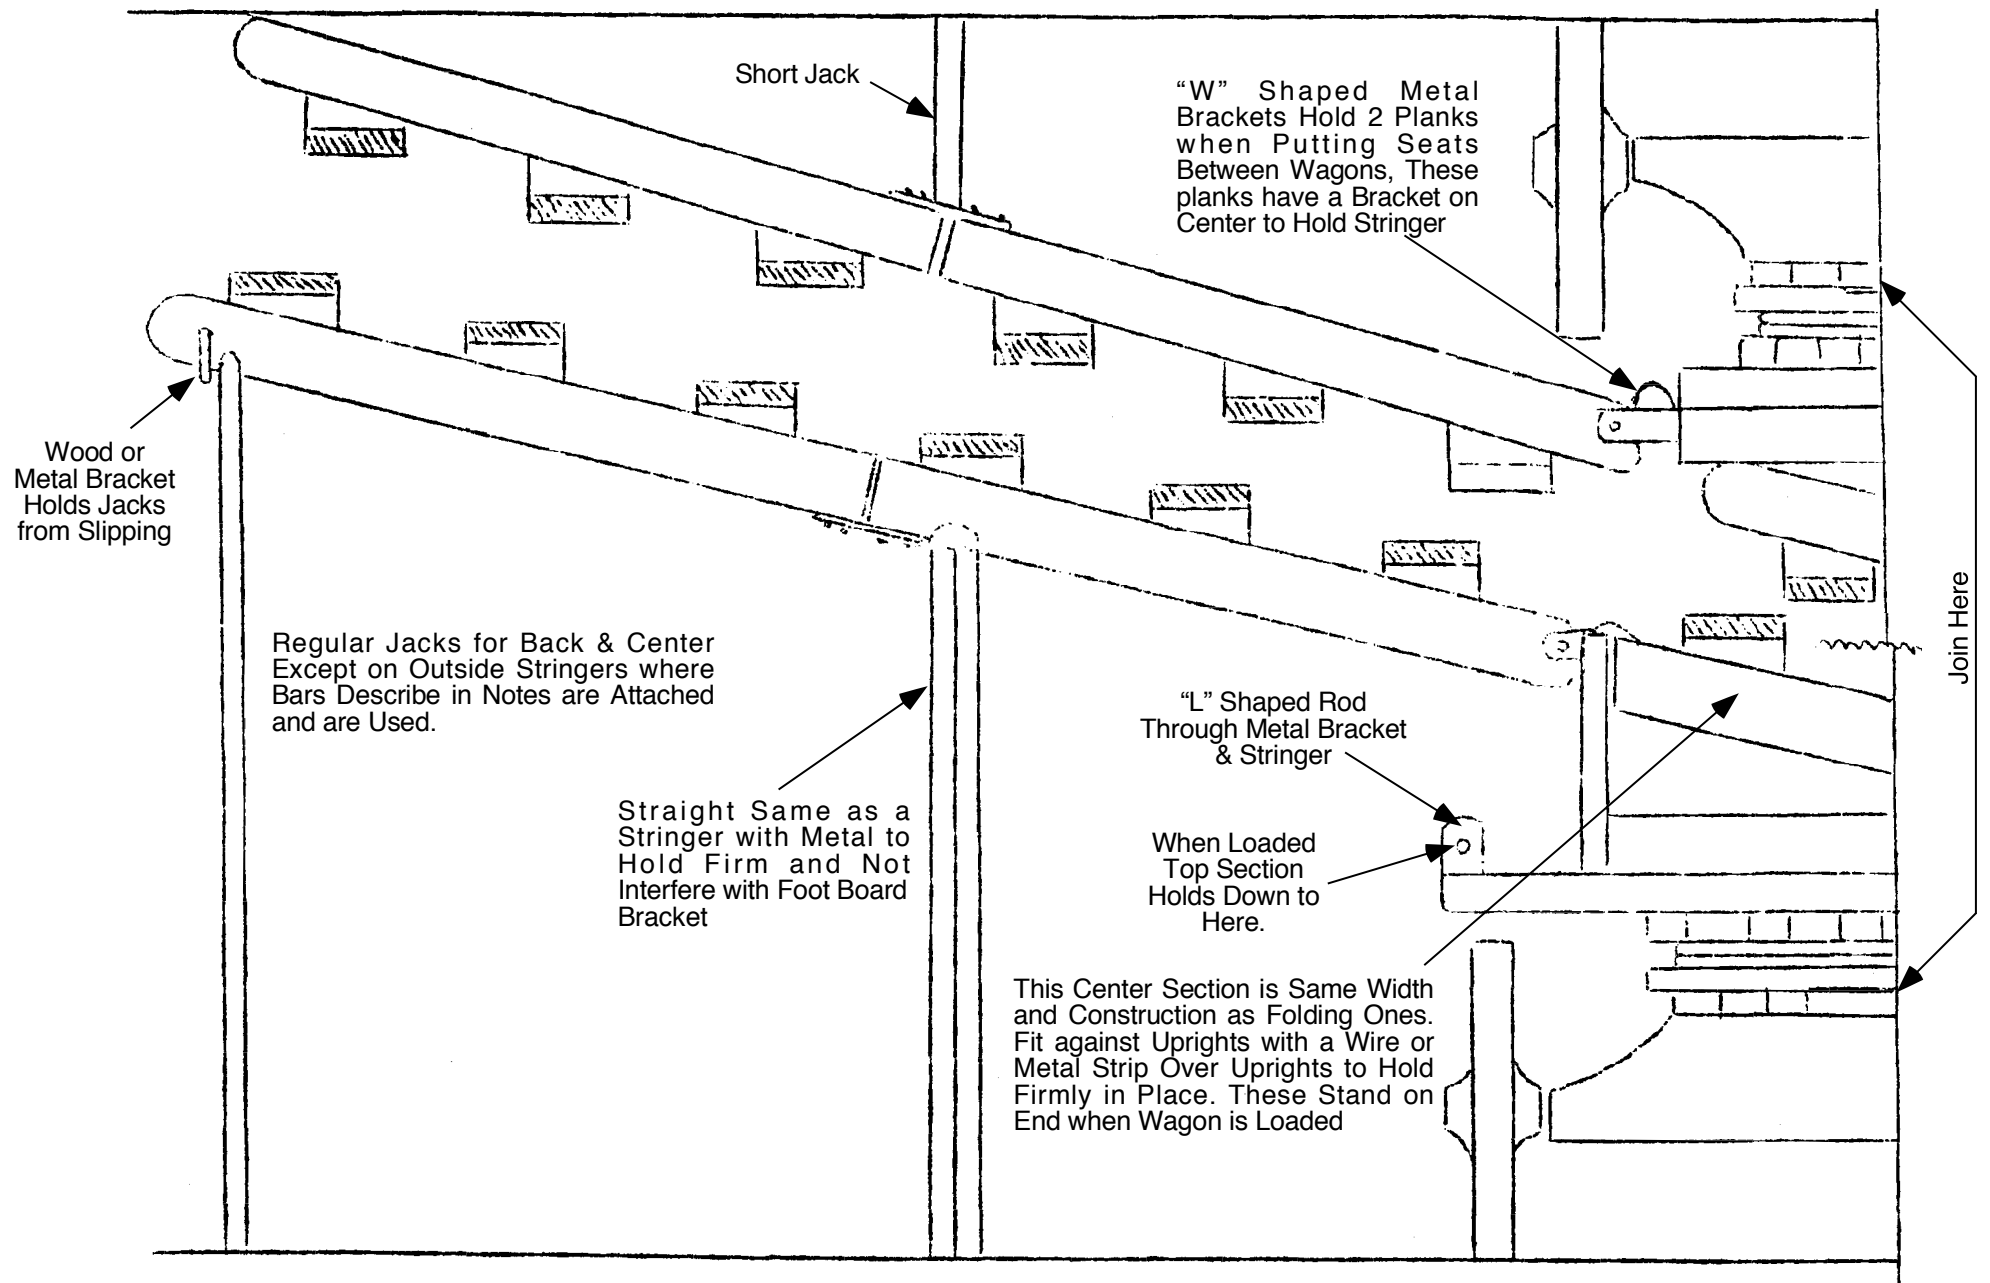 Short Jack
“W” Shaped Metal
Brackets Hold 2 Planks
when Putting Seats
Between Wagons, These
planks have a Bracket on
Center to Hold Stringer
Wood or
Metal Bracket
Holds Jacks
from Slipping
Regular Jacks for Back & Center
Except on Outside Stringers where
Bars Describe in Notes are Attached
and are Used.
Straight Same as a
Stringer with Metal to
Hold Firm and Not
Interfere with Foot Board
Bracket
“L” Shaped Rod
Through Metal Bracket
& Stringer
When Loaded
Top Section
Holds Down to
Here.
This Center Section is Same Width
and Construction as Folding Ones.
Fit against Uprights with a Wire or
Metal Strip Over Uprights to Hold
Firmly in Place. These Stand on
End when Wagon is Loaded
Join Here